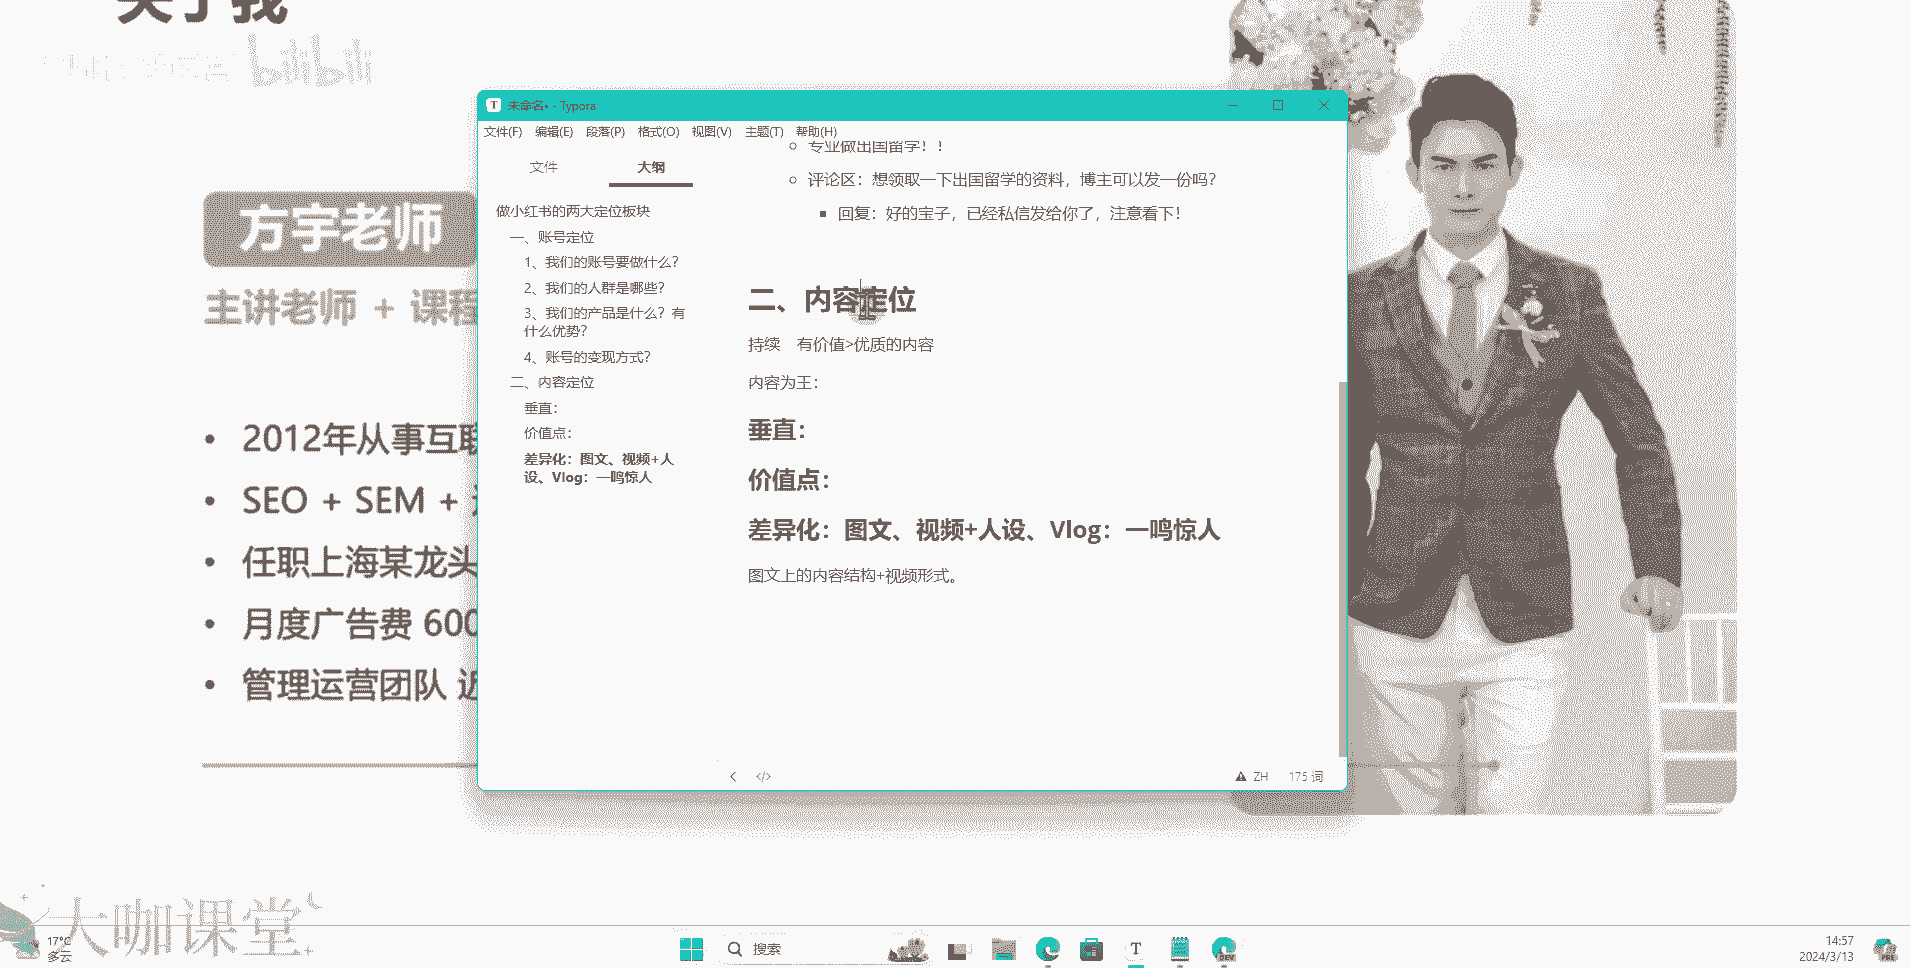 关于我
bilibili
方宇老师
主讲老师 + 课程
• 2012年从事互联
• SEO + SEM +
• 任职上海某龙头
• 月度广告费 600
• 管理运营团队 近
未命名• - Typora
文件(F) 编辑(E) 段落(P) 格式(O) 视图(V) 主题(T) 帮助(H)
文件 大纲
做小红书的两大定位板块
一、账号定位
1、我们的账号要做什么？
2、我们的人群是哪些？
3、我们的产品是什么？有
什么优势？
4、账号的变现方式？
二、内容定位
垂直：
价值点：
差异化：图文、视频+人
设、Vlog：一鸣惊人
专业做出国留学！！
评论区：想领取一下出国留学的资料，博主可以发一份吗？
回复：好的宝子，已经私信发给你了，注意看下！
二、内容定位
持续 有价值>优质的内容
内容为王：
垂直：
价值点：
差异化：图文、视频+人设、Vlog：一鸣惊人
图文上的内容结构+视频形式。
ZH 175 词
大咖课堂
17°C
多云
搜索
DEV
14:57
2024/3/13
PRE